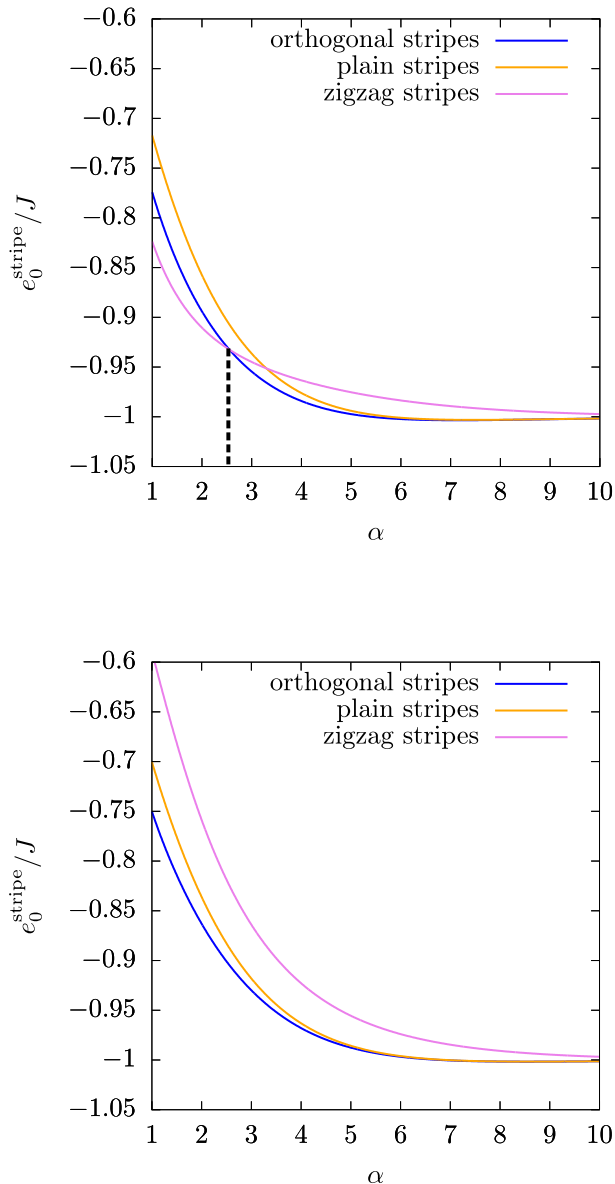 −0.6
−0.65
−0.7
−0.75
−0.8
−0.85
−0.9
−0.95
−1
−1.05
e₀^stripe/J
orthogonal stripes
plain stripes
zigzag stripes
1 2 3 4 5 6 7 8 9 10
α
−0.6
−0.65
−0.7
−0.75
−0.8
−0.85
−0.9
−0.95
−1
−1.05
e₀^stripe/J
orthogonal stripes
plain stripes
zigzag stripes
1 2 3 4 5 6 7 8 9 10
α